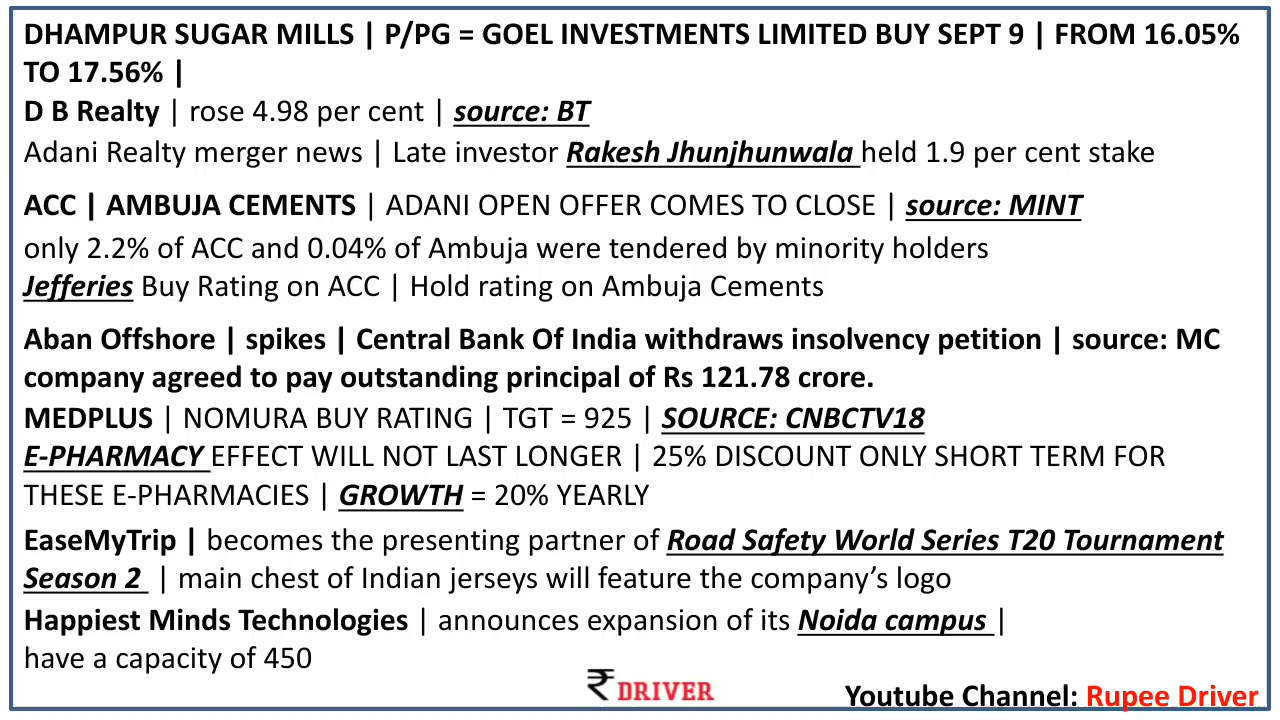 DHAMPUR SUGAR MILLS | P/PG = GOEL INVESTMENTS LIMITED BUY SEPT 9 | FROM 16.05%
TO 17.56% |
D B Realty | rose 4.98 per cent | source: BT
Adani Realty merger news | Late investor Rakesh Jhunjhunwala held 1.9 per cent stake
ACC | AMBUJA CEMENTS | ADANI OPEN OFFER COMES TO CLOSE | source: MINT
only 2.2% of ACC and 0.04% of Ambuja were tendered by minority holders
Jefferies Buy Rating on ACC | Hold rating on Ambuja Cements
Aban Offshore | spikes | Central Bank Of India withdraws insolvency petition | source: MC
company agreed to pay outstanding principal of Rs 121.78 crore.
MEDPLUS | NOMURA BUY RATING | TGT = 925 | SOURCE: CNBCTV18
E-PHARMACY EFFECT WILL NOT LAST LONGER | 25% DISCOUNT ONLY SHORT TERM FOR
THESE E-PHARMACIES | GROWTH = 20% YEARLY
EaseMyTrip | becomes the presenting partner of Road Safety World Series T20 Tournament
Season 2 | main chest of Indian jerseys will feature the company’s logo
Happiest Minds Technologies | announces expansion of its Noida campus |
have a capacity of 450
₹ DRIVER
Youtube Channel: Rupee Driver